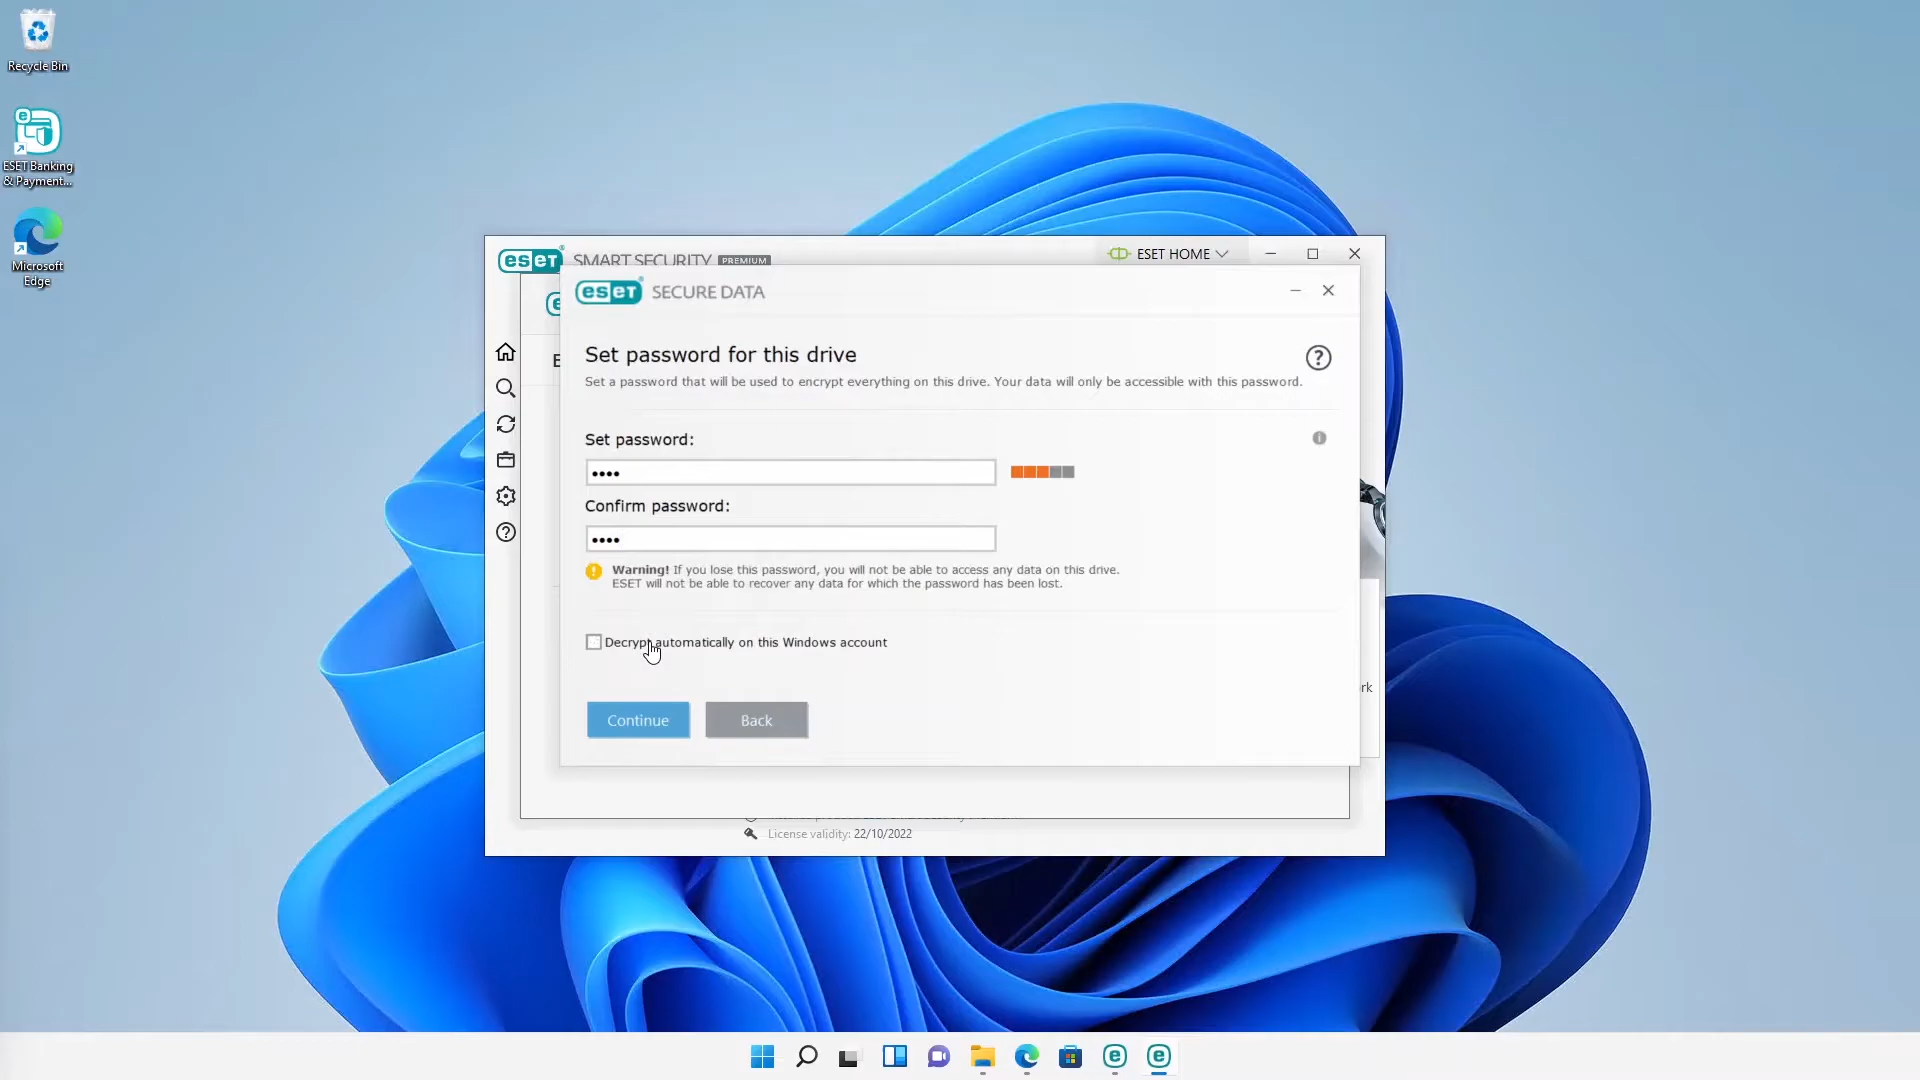 Recycle Bin
ESET Banking
& Payment...
Microsoft
Edge
eset SMART SECURITY PREMIUM
ESET HOME
eset SECURE DATA
Set password for this drive
Set a password that will be used to encrypt everything on this drive. Your data will only be accessible with this password.
Set password:
••••
Confirm password:
••••
Warning! If you lose this password, you will not be able to access any data on this drive.
ESET will not be able to recover any data for which the password has been lost.
Decrypt automatically on this Windows account
rk
Continue
Back
License validity: 22/10/2022